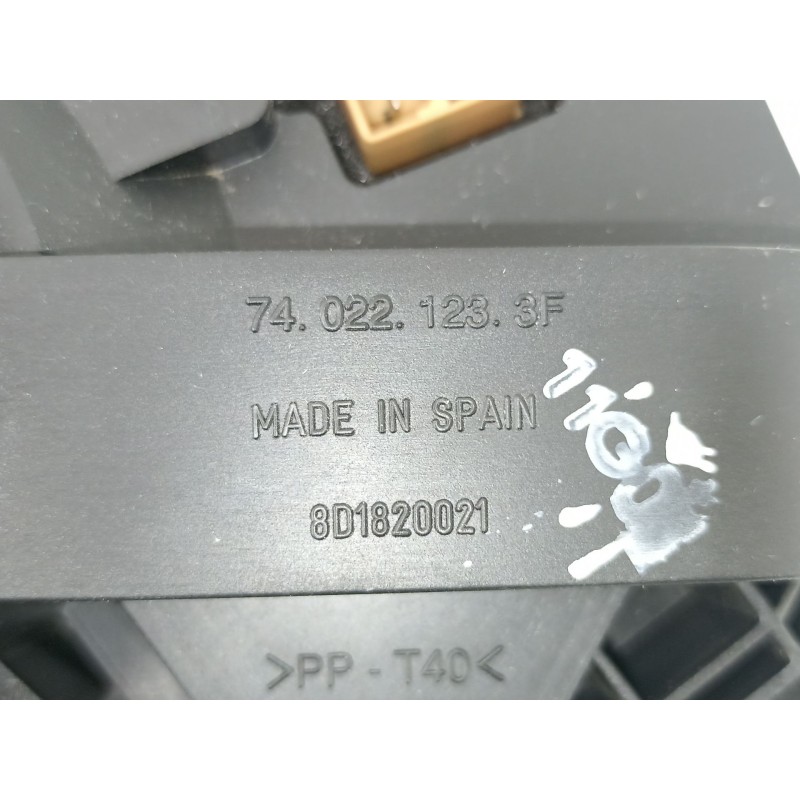 74.022.123.3F
MADE IN SPAIN
8D1820021
>PP-T40<